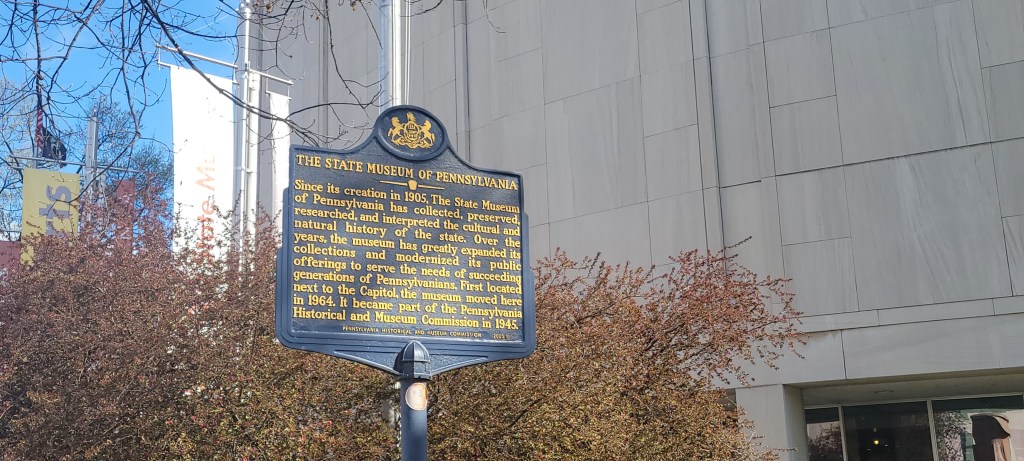 THE STATE MUSEUM OF PENNSYLVANIA
Since its creation in 1905, The State Museum
of Pennsylvania has collected, preserved,
researched, and interpreted the cultural and
natural history of the state. Over the
years, the museum has greatly expanded its
collections and modernized its public
offerings to serve the needs of succeeding
generations of Pennsylvanians. First located
next to the Capitol, the museum moved here
in 1964. It became part of the Pennsylvania
Historical and Museum Commission in 1945.
PENNSYLVANIA HISTORICAL AND MUSEUM COMMISSION